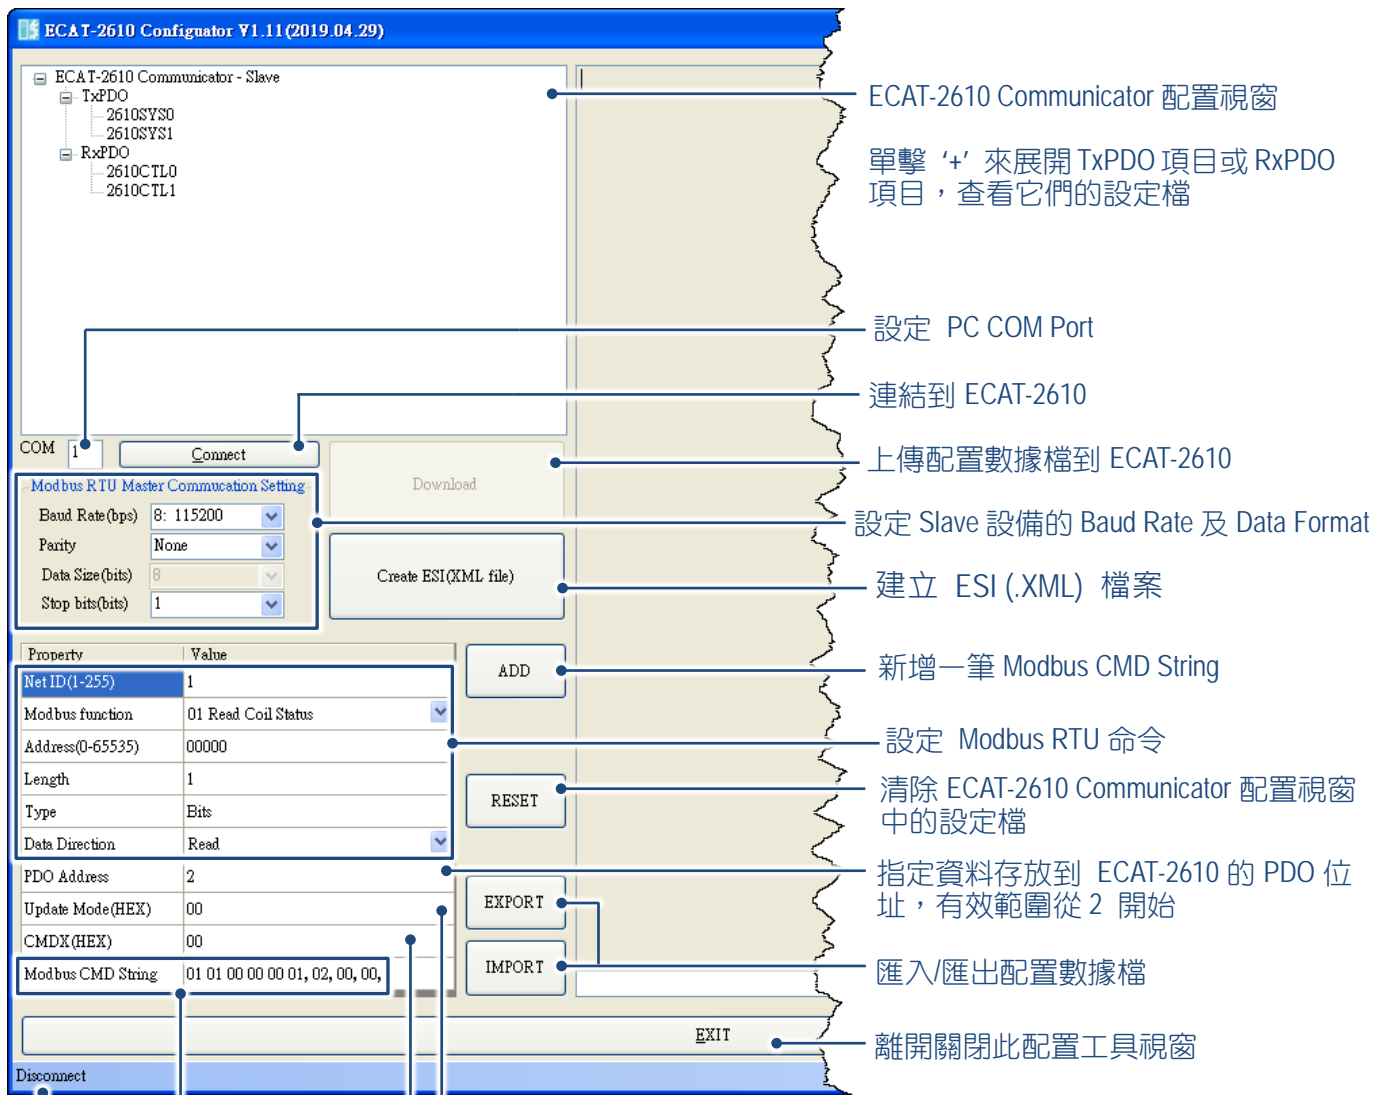 ECAT-2610 Configuator V1.11(2019.04.29)
ECAT-2610 Communicator - Slave
TxPDO
2610SYS0
2610SYS1
RxPDO
2610CTL0
2610CTL1
ECAT-2610 Communicator 配置視窗
單擊 '+' 來展開 TxPDO 項目或 RxPDO
項目，查看它們的設定檔
設定 PC COM Port
連結到 ECAT-2610
COM 1 Connect
Download
上傳配置數據檔到 ECAT-2610
Modbus RTU Master Commucation Setting
Baud Rate(bps) 8: 115200
Parity None
Data Size(bits) 8
Stop bits(bits) 1
設定 Slave 設備的 Baud Rate 及 Data Format
Create ESI(XML file)
建立 ESI (.XML) 檔案
Property Value
Net ID(1-255) 1
Modbus function 01 Read Coil Status
Address(0-65535) 00000
Length 1
Type Bits
Data Direction Read
PDO Address 2
Update Mode(HEX) 00
CMDX(HEX) 00
Modbus CMD String 01 01 00 00 00 01, 02, 00, 00,
ADD
新增一筆 Modbus CMD String
設定 Modbus RTU 命令
RESET
清除 ECAT-2610 Communicator 配置視窗
中的設定檔
指定資料存放到 ECAT-2610 的 PDO 位
址，有效範圍從 2 開始
EXPORT
IMPORT
匯入/匯出配置數據檔
EXIT
離開關閉此配置工具視窗
Disconnect